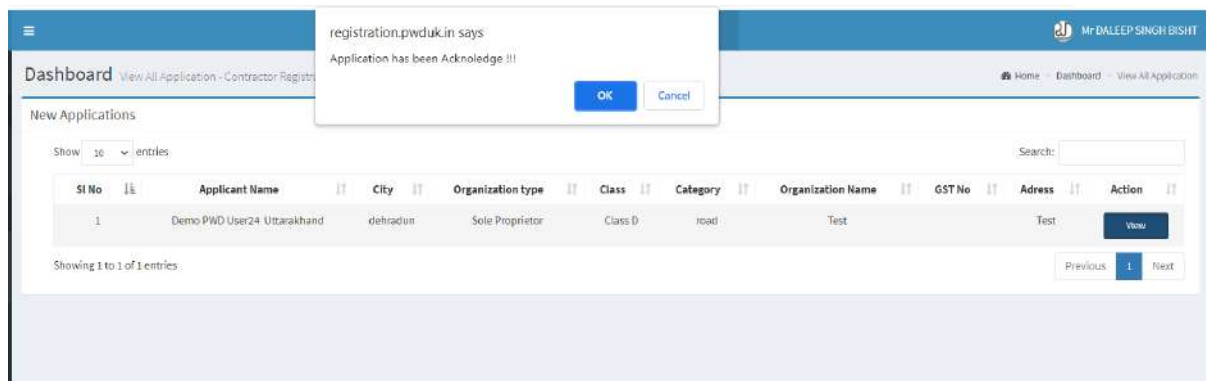 registration.pwduk.in says
Application has been Acknoledge !!!
OK Cancel
Mr DALEEP SINGH BISHT
Dashboard View All Application - Contractor Registr
Home - Dashboard - View All Application
New Applications
Show 10 entries
Search:
Sl No Applicant Name City Organization type Class Category Organization Name GST No Adress Action
1 Demo PWD User24 Uttarakhand dehradun Sole Proprietor Class D road Test Test View
Showing 1 to 1 of 1 entries
Previous 1 Next